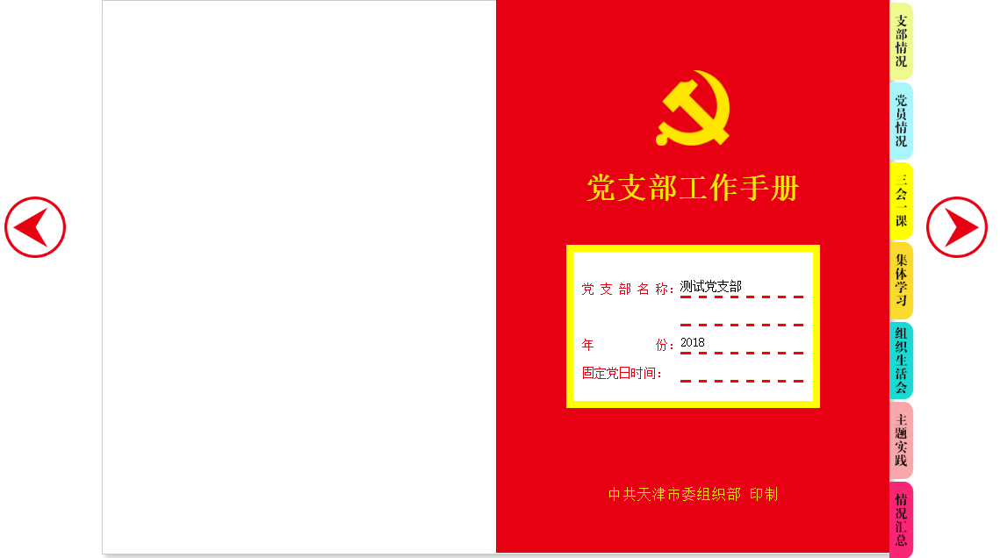 党支部工作手册
党支部名称：测试党支部
年份：2018
固定党日时间：
中共天津市委组织部 印制
支部情况
党员情况
三会一课
集体学习
组织生活会
主题实践
情况汇总